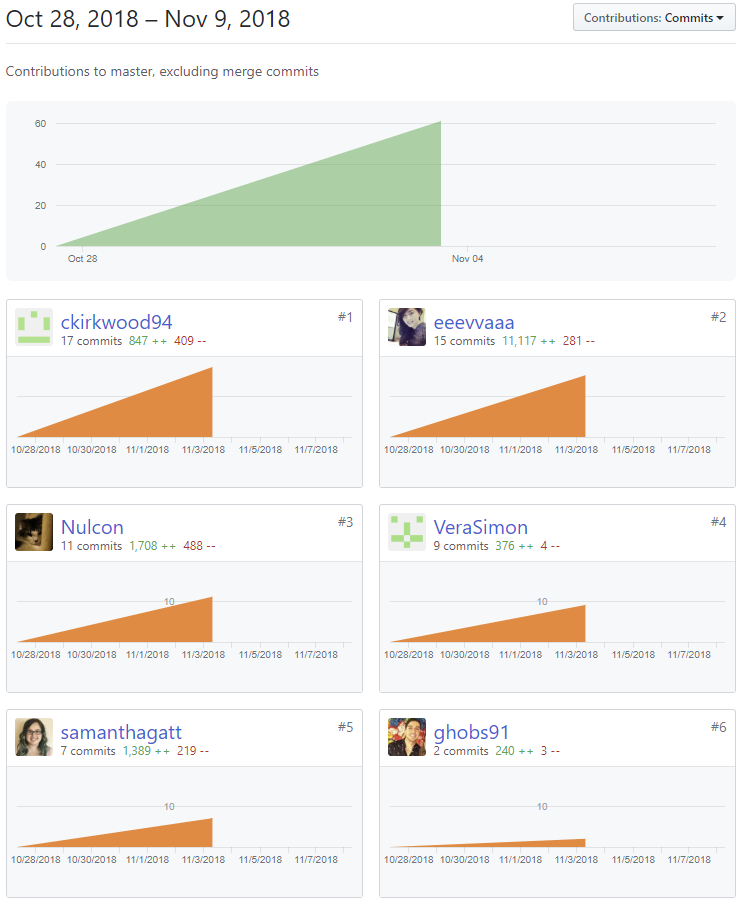 Oct 28, 2018 – Nov 9, 2018
Contributions: Commits
Contributions to master, excluding merge commits
60
40
20
0
Oct 28 Nov 04
ckirkwood94 #1
17 commits 847 ++ 409 --
10/28/2018 10/30/2018 11/1/2018 11/3/2018 11/5/2018 11/7/2018
eeevvaaa #2
15 commits 11,117 ++ 281 --
10/28/2018 10/30/2018 11/1/2018 11/3/2018 11/5/2018 11/7/2018
Nulcon #3
11 commits 1,708 ++ 488 --
10
10/28/2018 10/30/2018 11/1/2018 11/3/2018 11/5/2018 11/7/2018
VeraSimon #4
9 commits 376 ++ 4 --
10
10/28/2018 10/30/2018 11/1/2018 11/3/2018 11/5/2018 11/7/2018
samanthagatt #5
7 commits 1,389 ++ 219 --
10
10/28/2018 10/30/2018 11/1/2018 11/3/2018 11/5/2018 11/7/2018
ghobs91 #6
2 commits 240 ++ 3 --
10
10/28/2018 10/30/2018 11/1/2018 11/3/2018 11/5/2018 11/7/2018